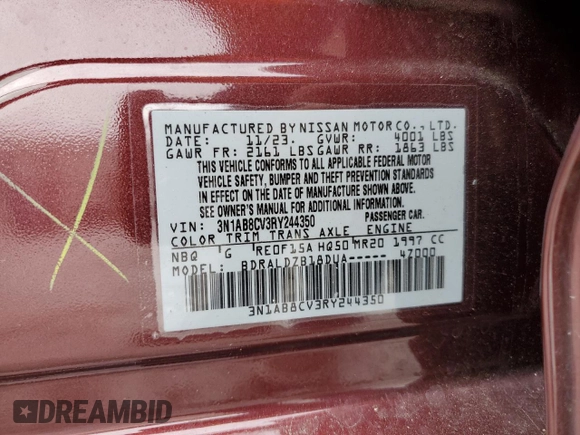 MANUFACTURED BY NISSAN MOTOR CO., LTD.
DATE: 11/23. GVWR: 4001 LBS
GAWR FR: 2161 LBS GAWR RR: 1863 LBS
THIS VEHICLE CONFORMS TO ALL APPLICABLE FEDERAL MOTOR
VEHICLE SAFETY, BUMPER AND THEFT PREVENTION STANDARDS
IN EFFECT ON THE DATE OF MANUFACTURE SHOWN ABOVE.
SEE OWNER'S MANUAL FOR ADDITIONAL INFORMATION.
VIN: 3N1AB8CV3RY244350 PASSENGER CAR.
COLOR TRIM TRANS AXLE ENGINE
NBQ G RE0F15A HQ50 MR20 1997 CC
MODEL: BDRALDZB18DUA----- 47000
3N1AB8CV3RY244350
DREAMBID